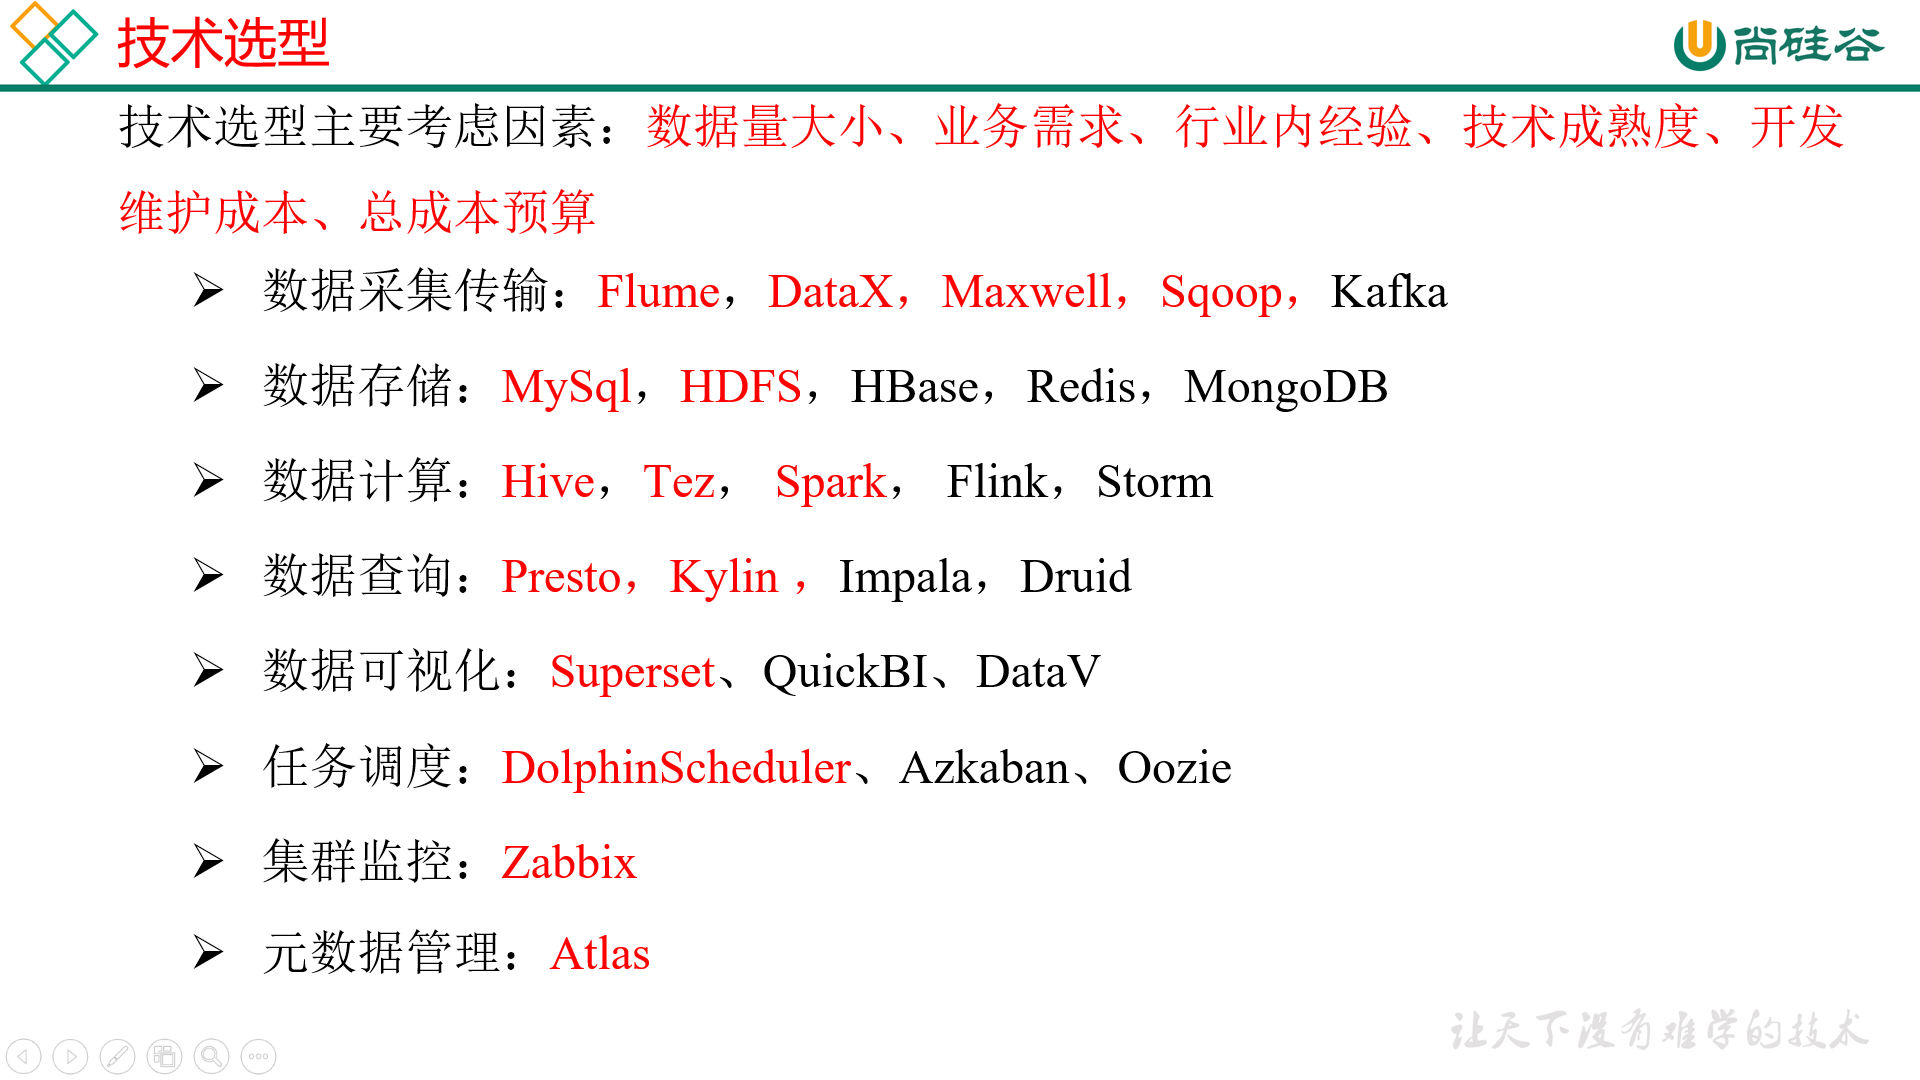 技术选型
尚硅谷
技术选型主要考虑因素：数据量大小、业务需求、行业内经验、技术成熟度、开发
维护成本、总成本预算
数据采集传输：Flume，DataX，Maxwell，Sqoop，Kafka
数据存储：MySql，HDFS，HBase，Redis，MongoDB
数据计算：Hive，Tez， Spark， Flink，Storm
数据查询：Presto，Kylin ，Impala，Druid
数据可视化：Superset、QuickBI、DataV
任务调度：DolphinScheduler、Azkaban、Oozie
集群监控：Zabbix
元数据管理：Atlas
让天下没有难学的技术